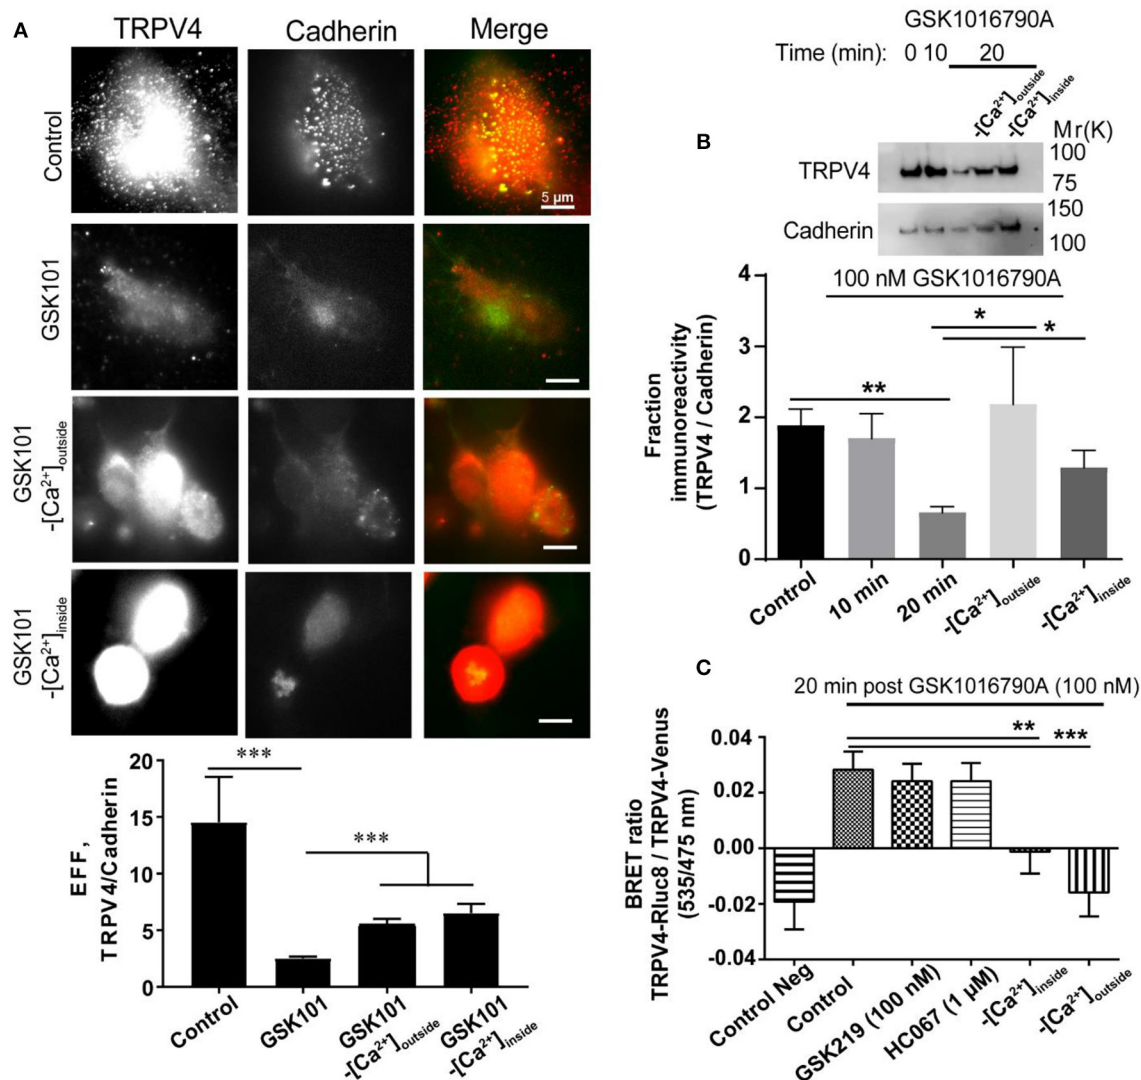 A
TRPV4 Cadherin Merge
Control
5 µm
GSK101
GSK101
-[Ca²⁺]outside
GSK101
-[Ca²⁺]inside
EFF,
TRPV4/Cadherin
20
15
10
5
0
***
***
Control
GSK101
GSK101
-[Ca²⁺]outside
GSK101
-[Ca²⁺]inside
B
GSK1016790A
Time (min): 0 10 20
-[Ca²⁺]outside
-[Ca²⁺]inside
Mr(K)
TRPV4
100
75
Cadherin
150
100
Fraction
immunoreactivity
(TRPV4 / Cadherin)
4
3
2
1
0
100 nM GSK1016790A
*
*
**
Control
10 min
20 min
-[Ca²⁺]outside
-[Ca²⁺]inside
C
20 min post GSK1016790A (100 nM)
**
***
BRET ratio
TRPV4-Rluc8 / TRPV4-Venus
(535/475 nm)
0.04
0.02
0.00
-0.02
-0.04
Control Neg
Control
GSK219 (100 nM)
HC067 (1 µM)
-[Ca²⁺]inside
-[Ca²⁺]outside